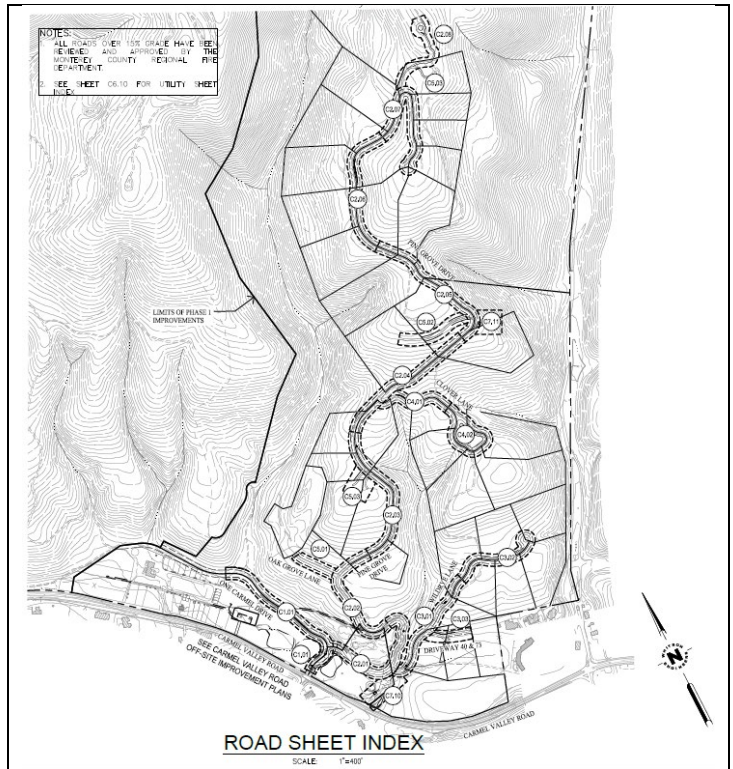 NOTES:
1. ALL ROADS OVER 15% GRADE HAVE BEEN
REVIEWED AND APPROVED BY THE
MONTEREY COUNTY REGIONAL FIRE
DEPARTMENT.
2. SEE SHEET C6.10 FOR UTILITY SHEET
INDEX
C2.08
C5.03
C2.07
C2.06
PINE GROVE DRIVE
C2.05
LIMITS OF PHASE 1
IMPROVEMENTS
C5.02
C7.11
C2.04
CLOVER LANE
C4.01
C4.02
C5.03
C2.03
C5.01
OAK GROVE LANE
PINE GROVE
DRIVE
C3.02
LANE
ONE CARMEL DRIVE
C1.01
C2.02
C3.01
C3.03
DRIVEWAY 40 & 73
C1.01
C2.01
C7.10
CARMEL VALLEY ROAD
SEE CARMEL VALLEY ROAD
OFF-SITE IMPROVEMENT PLANS
CARMEL VALLEY ROAD
N
ROAD SHEET INDEX
SCALE: 1"=400'